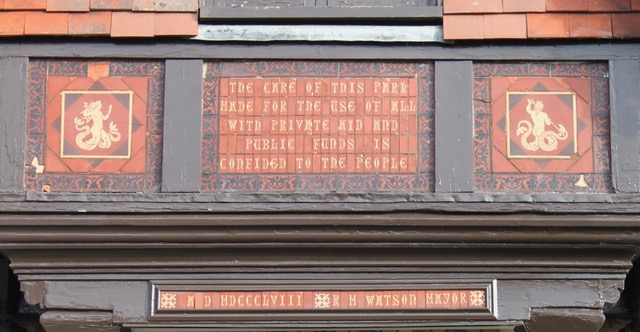 THE CARE OF THIS PARK
MADE FOR THE USE OF ALL
WITH PRIVATE AID AND
PUBLIC FUNDS IS
CONFIDED TO THE PEOPLE
A D MDCCCLVIII R M WATSON MAYOR